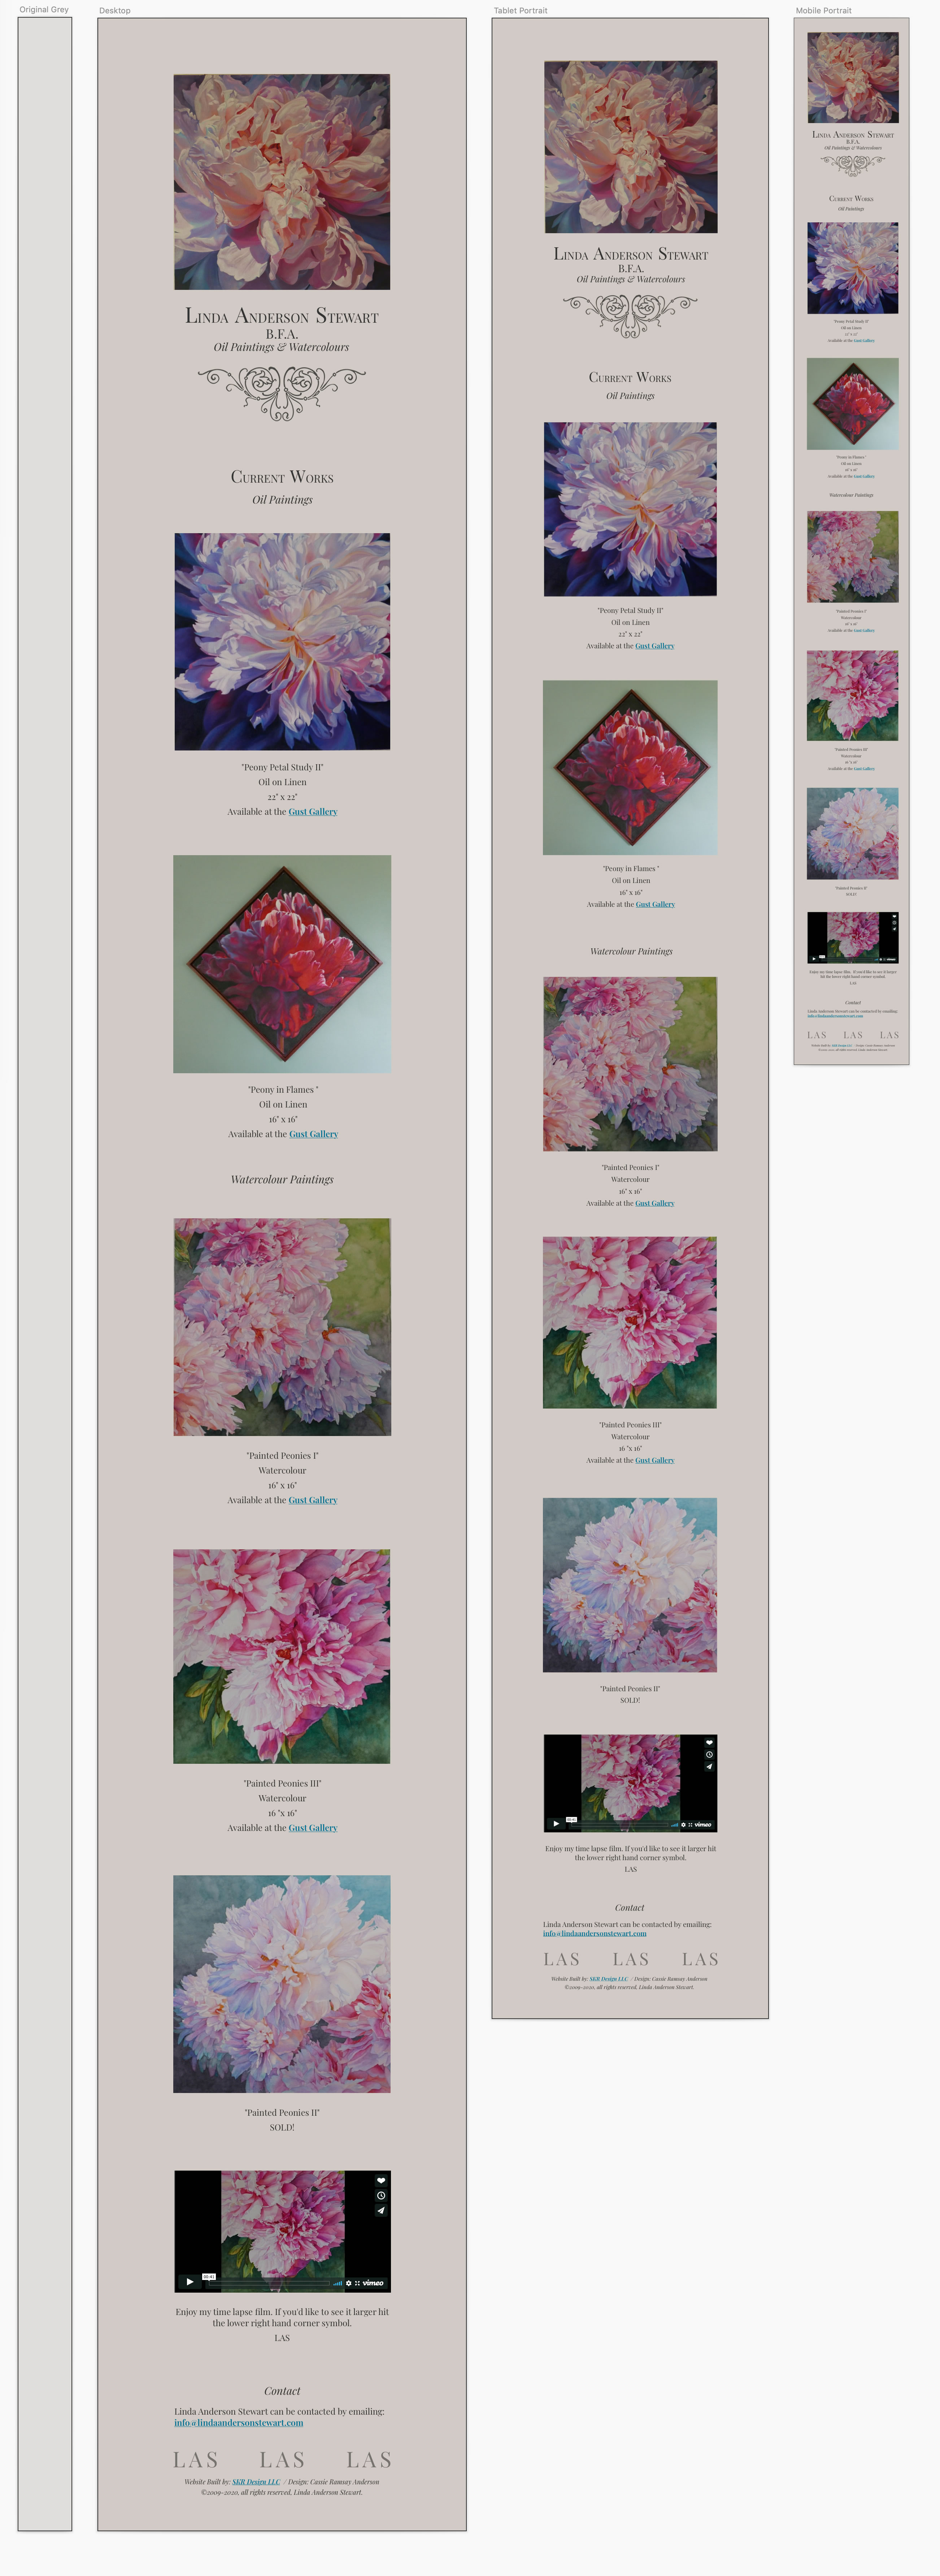 Original Grey
Desktop
Linda Anderson Stewart
B.F.A.
Oil Paintings & Watercolours
Current Works
Oil Paintings
"Peony Petal Study II"
Oil on Linen
22" x 22"
Available at the Gust Gallery
"Peony in Flames "
Oil on Linen
16" x 16"
Available at the Gust Gallery
Watercolour Paintings
"Painted Peonies I"
Watercolour
16" x 16"
Available at the Gust Gallery
"Painted Peonies III"
Watercolour
16 "x 16"
Available at the Gust Gallery
"Painted Peonies II"
SOLD!
00:41
vimeo
Enjoy my time lapse film. If you'd like to see it larger hit
the lower right hand corner symbol.
LAS
Contact
Linda Anderson Stewart can be contacted by emailing:
info@lindaandersonstewart.com
LAS LAS LAS
Website Built by: SKR Design LLC / Design: Cassie Ramsay Anderson
©2009-2020, all rights reserved, Linda Anderson Stewart.
Tablet Portrait
Linda Anderson Stewart
B.F.A.
Oil Paintings & Watercolours
Current Works
Oil Paintings
"Peony Petal Study II"
Oil on Linen
22" x 22"
Available at the Gust Gallery
"Peony in Flames "
Oil on Linen
16" x 16"
Available at the Gust Gallery
Watercolour Paintings
"Painted Peonies I"
Watercolour
16" x 16"
Available at the Gust Gallery
"Painted Peonies III"
Watercolour
16 "x 16"
Available at the Gust Gallery
"Painted Peonies II"
SOLD!
vimeo
Enjoy my time lapse film. If you'd like to see it larger hit
the lower right hand corner symbol.
LAS
Contact
Linda Anderson Stewart can be contacted by emailing:
info@lindaandersonstewart.com
LAS LAS LAS
Website Built by: SKR Design LLC / Design: Cassie Ramsay Anderson
©2009-2020, all rights reserved, Linda Anderson Stewart.
Mobile Portrait
Linda Anderson Stewart
B.F.A.
Oil Paintings & Watercolours
Current Works
Oil Paintings
"Peony Petal Study II"
Oil on Linen
22" x 22"
Available at the Gust Gallery
"Peony in Flames "
Oil on Linen
16" x 16"
Available at the Gust Gallery
Watercolour Paintings
"Painted Peonies I"
Watercolour
16" x 16"
Available at the Gust Gallery
"Painted Peonies III"
Watercolour
16 "x 16"
Available at the Gust Gallery
"Painted Peonies II"
SOLD!
vimeo
Enjoy my time lapse film. If you'd like to see it larger
hit the lower right hand corner symbol.
LAS
Contact
Linda Anderson Stewart can be contacted by emailing:
info@lindaandersonstewart.com
LAS LAS LAS
Website Built by: SKR Design LLC / Design: Cassie Ramsay Anderson
©2009-2020, all rights reserved, Linda Anderson Stewart.